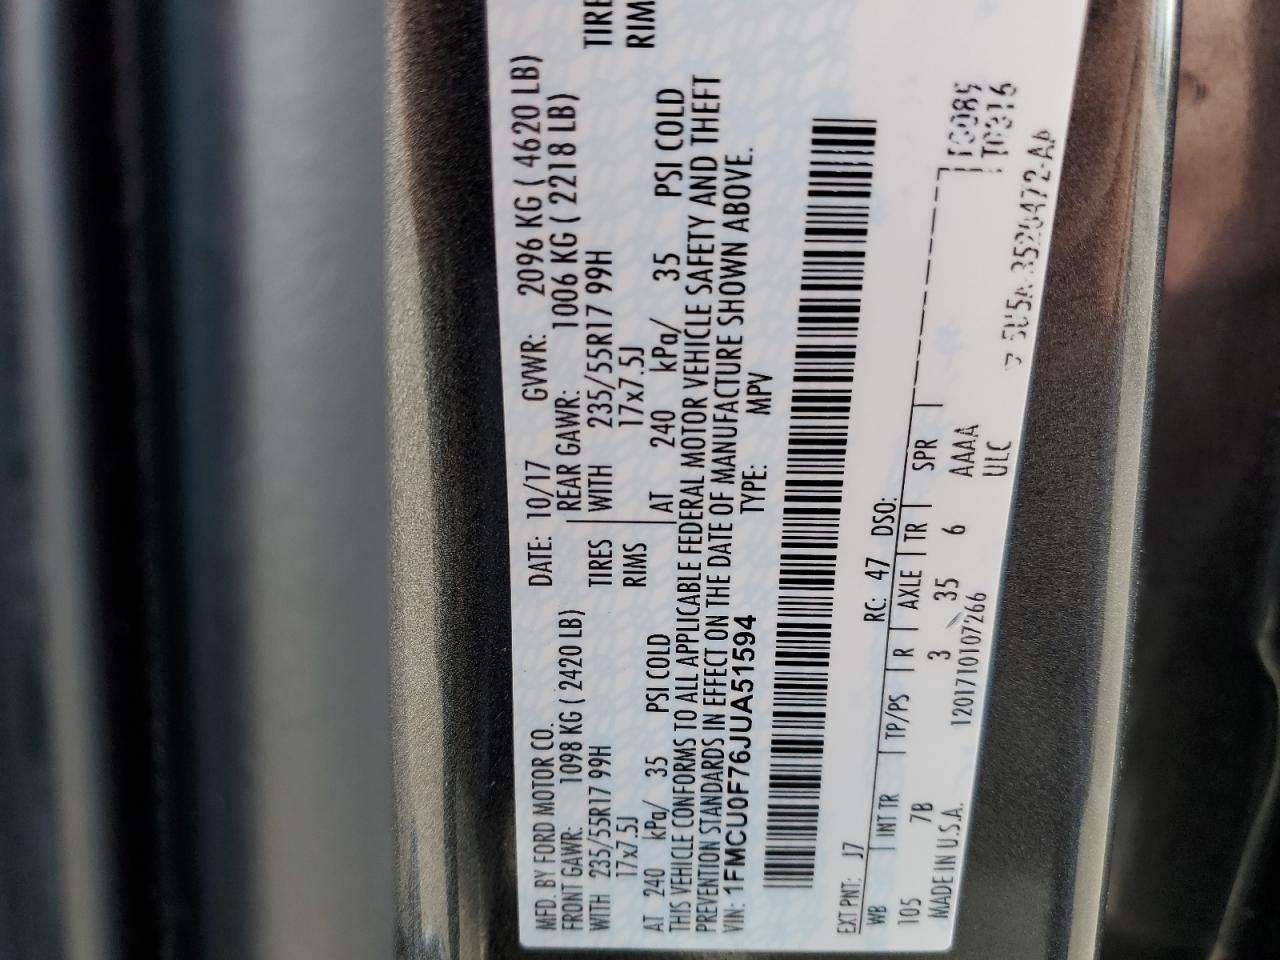 MFD. BY FORD MOTOR CO. DATE: 10/17 GVWR: 2096 KG ( 4620 LB)
FRONT GAWR: 1098 KG ( 2420 LB) REAR GAWR: 1006 KG ( 2218 LB)
WITH 235/55R17 99H TIRES WITH 235/55R17 99H TIRE
17x7.5J RIMS 17x7.5J RIM
AT 240 kPa/ 35 PSI COLD AT 240 kPa/ 35 PSI COLD
THIS VEHICLE CONFORMS TO ALL APPLICABLE FEDERAL MOTOR VEHICLE SAFETY AND THEFT
PREVENTION STANDARDS IN EFFECT ON THE DATE OF MANUFACTURE SHOWN ABOVE.
VIN: 1FMCU0F76JUA51594 TYPE: MPV
EXT PNT: J7 RC: 47 DSO:
WB INT TR TP/PS R AXLE TR SPR
105 7B 3 35 6 AAAA
MADE IN U.S.A. 1201710107266 ULC
T0316